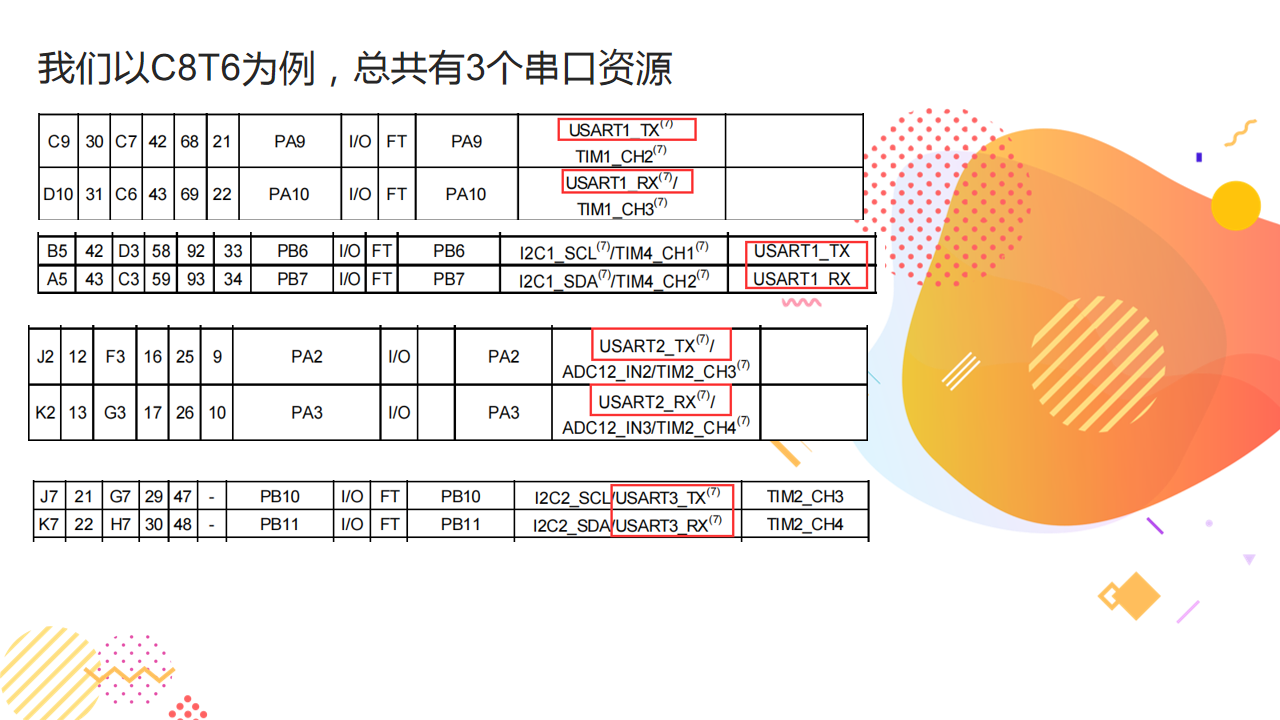 我们以C8T6为例，总共有3个串口资源
C9 30 C7 42 68 21 PA9 I/O FT PA9 USART1_TX(7)
TIM1_CH2(7)
D10 31 C6 43 69 22 PA10 I/O FT PA10 USART1_RX(7)/
TIM1_CH3(7)
B5 42 D3 58 92 33 PB6 I/O FT PB6 I2C1_SCL(7)/TIM4_CH1(7) USART1_TX
A5 43 C3 59 93 34 PB7 I/O FT PB7 I2C1_SDA(7)/TIM4_CH2(7) USART1_RX
J2 12 F3 16 25 9 PA2 I/O PA2 USART2_TX(7)/
ADC12_IN2/TIM2_CH3(7)
K2 13 G3 17 26 10 PA3 I/O PA3 USART2_RX(7)/
ADC12_IN3/TIM2_CH4(7)
J7 21 G7 29 47 - PB10 I/O FT PB10 I2C2_SCL/USART3_TX(7) TIM2_CH3
K7 22 H7 30 48 - PB11 I/O FT PB11 I2C2_SDA/USART3_RX(7) TIM2_CH4